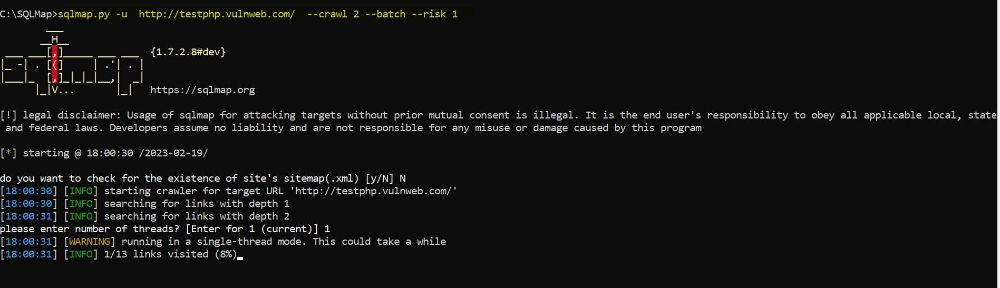 C:\SQLMap>sqlmap.py -u  http://testphp.vulnweb.com/  --crawl 2 --batch --risk 1
        ___
       __H__
 ___ ___[,]_____ ___ ___  {1.7.2.8#dev}
|_ -| . [(]     | .'| . |
|___|_  [,]_|_|_|__,|  _|
      |_|V...       |_|   https://sqlmap.org
[!] legal disclaimer: Usage of sqlmap for attacking targets without prior mutual consent is illegal. It is the end user's responsibility to obey all applicable local, state
 and federal laws. Developers assume no liability and are not responsible for any misuse or damage caused by this program
[*] starting @ 18:00:30 /2023-02-19/
do you want to check for the existence of site's sitemap(.xml) [y/N] N
[18:00:30] [INFO] starting crawler for target URL 'http://testphp.vulnweb.com/'
[18:00:30] [INFO] searching for links with depth 1
[18:00:31] [INFO] searching for links with depth 2
please enter number of threads? [Enter for 1 (current)] 1
[18:00:31] [WARNING] running in a single-thread mode. This could take a while
[18:00:31] [INFO] 1/13 links visited (8%)